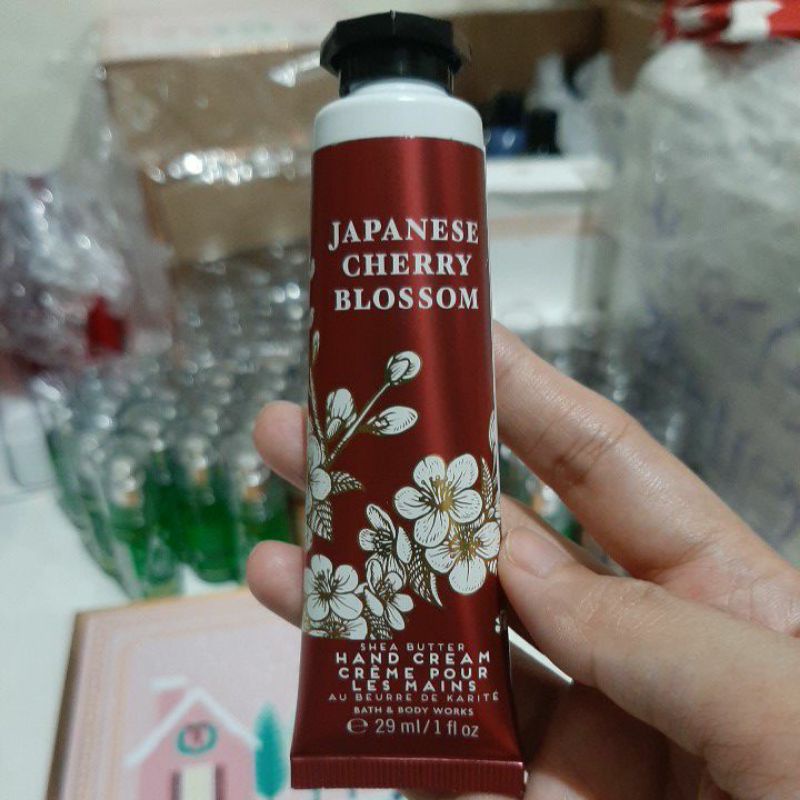 JAPANESE
CHERRY
BLOSSOM
SHEA BUTTER
HAND CREAM
CRÈME POUR
LES MAINS
AU BEURRE DE KARITÉ
BATH & BODY WORKS
℮ 29 ml/1 fl oz